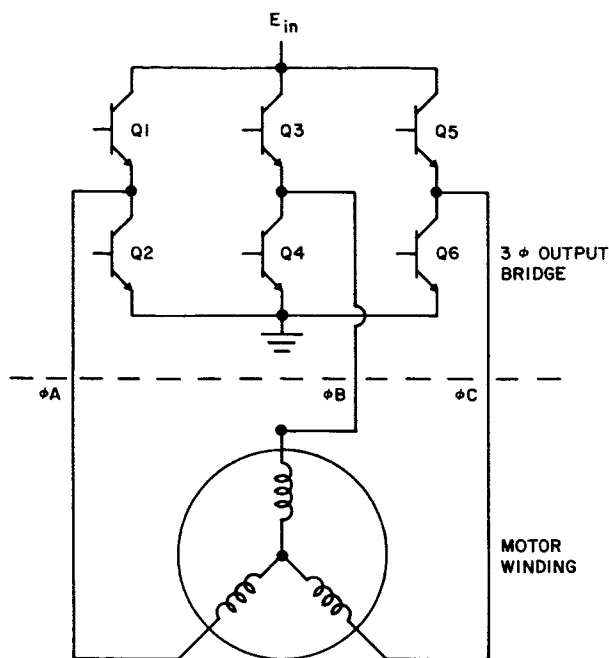 E in
Q1
Q3
Q5
Q2
Q4
Q6
3 φ OUTPUT
BRIDGE
φA
φB
φC
MOTOR
WINDING